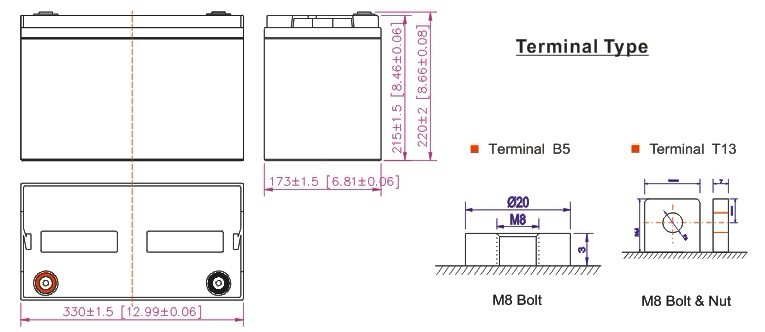 Terminal Type
215±1.5 [8.46±0.06]
220±2 [8.66±0.08]
173±1.5 [6.81±0.06]
330±1.5 [12.99±0.06]
Terminal B5
Terminal T13
Ø20
M8
3
M8 Bolt
M8 Bolt & Nut